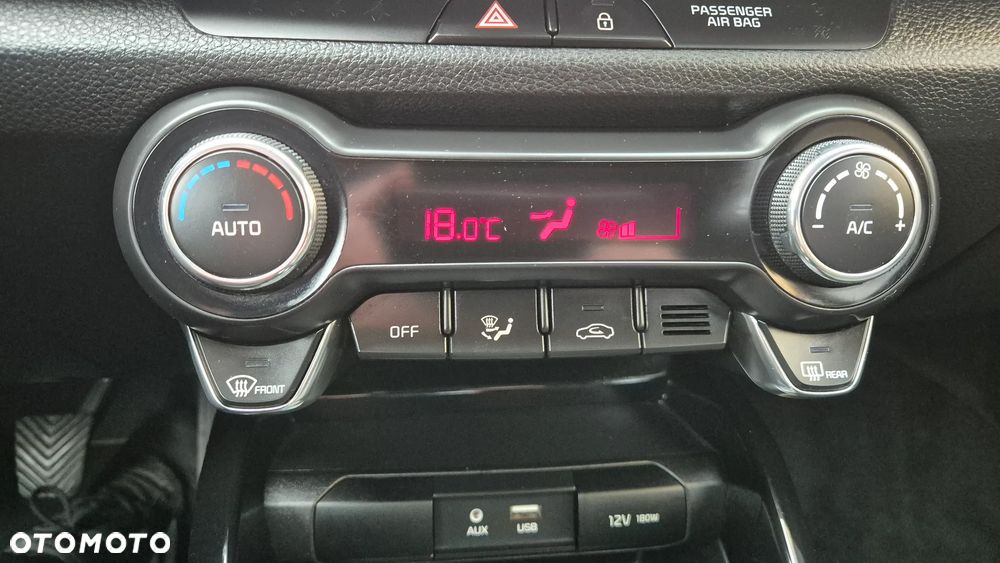 PASSENGER
AIR BAG
AUTO
18.0°C
- A/C +
OFF
FRONT
REAR
AUX
USB
12V 180W
OTOMOTO